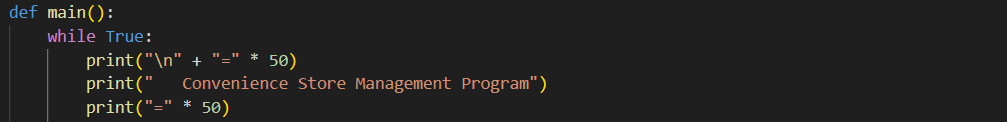 def main():
    while True:
        print("\n" + "=" * 50)
        print("   Convenience Store Management Program")
        print("=" * 50)